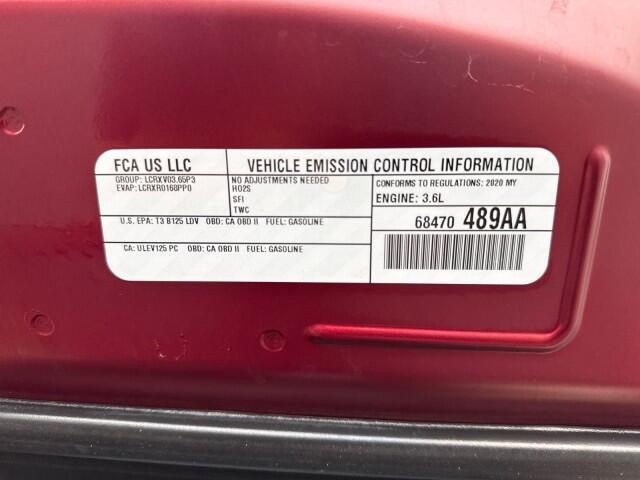 FCA US LLC
GROUP: LCRXV03.65P3
EVAP: LCRXR0168PP0
VEHICLE EMISSION CONTROL INFORMATION
NO ADJUSTMENTS NEEDED
HO2S
SFI
TWC
CONFORMS TO REGULATIONS: 2020 MY
ENGINE: 3.6L
U.S. EPA: T3 B125 LDV OBD: CA OBD II FUEL: GASOLINE
68470 489AA
CA: ULEV125 PC OBD: CA OBD II FUEL: GASOLINE